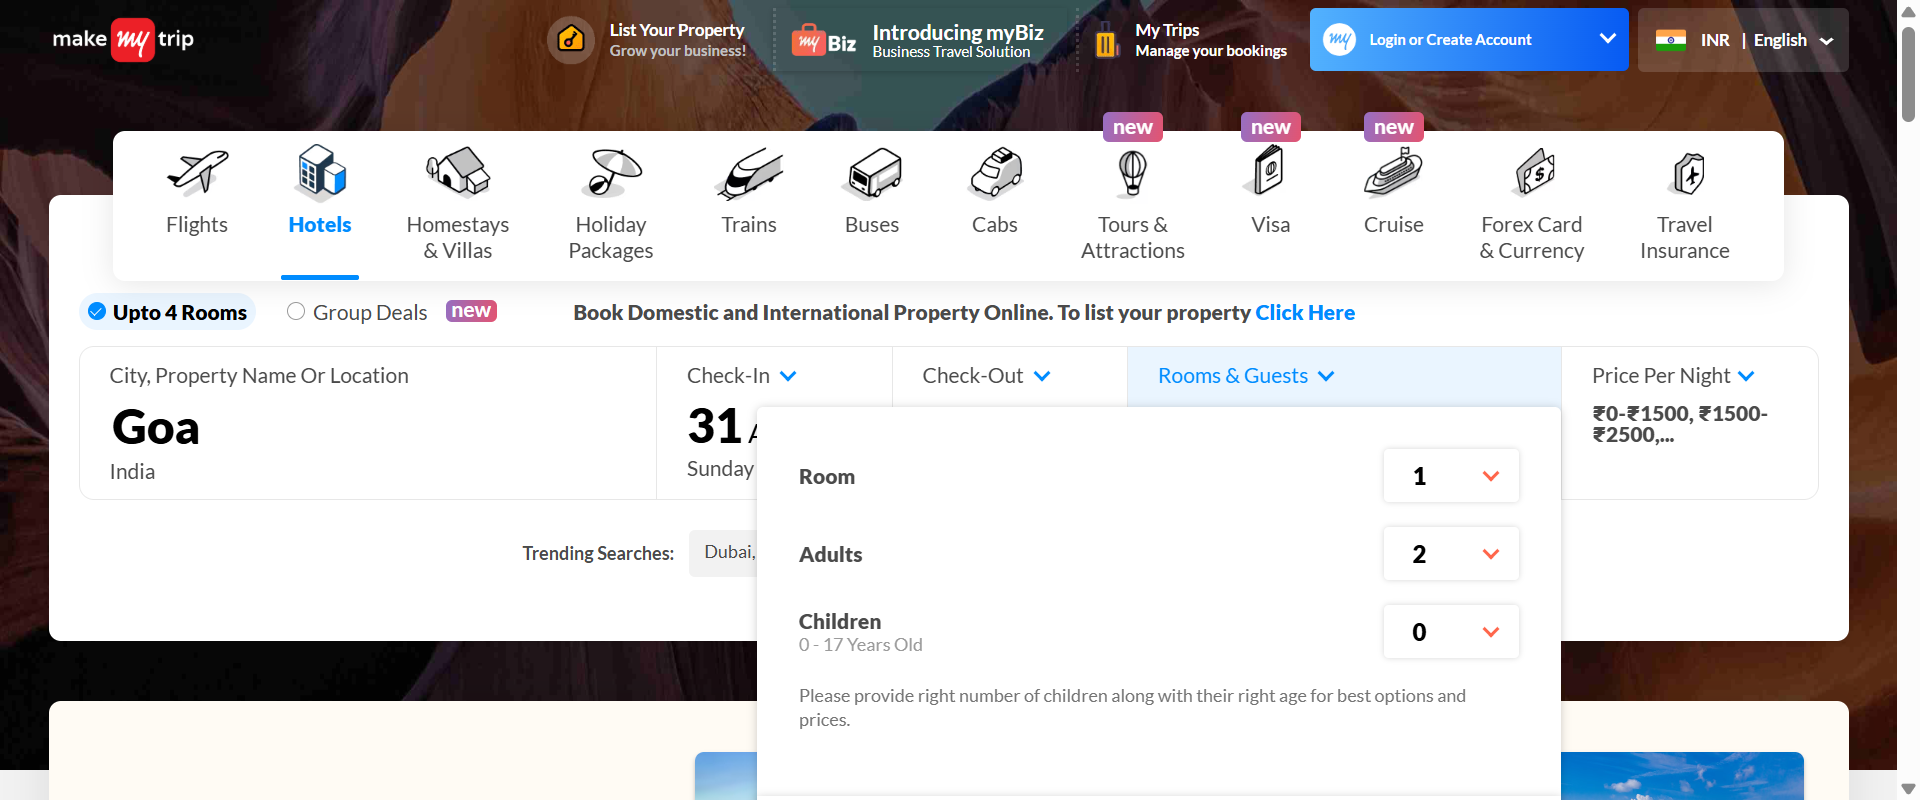 make my trip
List Your Property
Grow your business!
my Biz
Introducing myBiz
Business Travel Solution
My Trips
Manage your bookings
my
Login or Create Account
INR | English
new
new
new
Flights
Hotels
Homestays
& Villas
Holiday
Packages
Trains
Buses
Cabs
Tours &
Attractions
Visa
Cruise
Forex Card
& Currency
Travel
Insurance
Upto 4 Rooms
Group Deals
new
Book Domestic and International Property Online. To list your property Click Here
City, Property Name Or Location
Goa
India
Check-In
31
Sunday
Check-Out
Rooms & Guests
Price Per Night
₹0-₹1500, ₹1500-
₹2500,...
Room
1
Adults
2
Children
0 - 17 Years Old
0
Please provide right number of children along with their right age for best options and
prices.
Trending Searches:
Dubai,